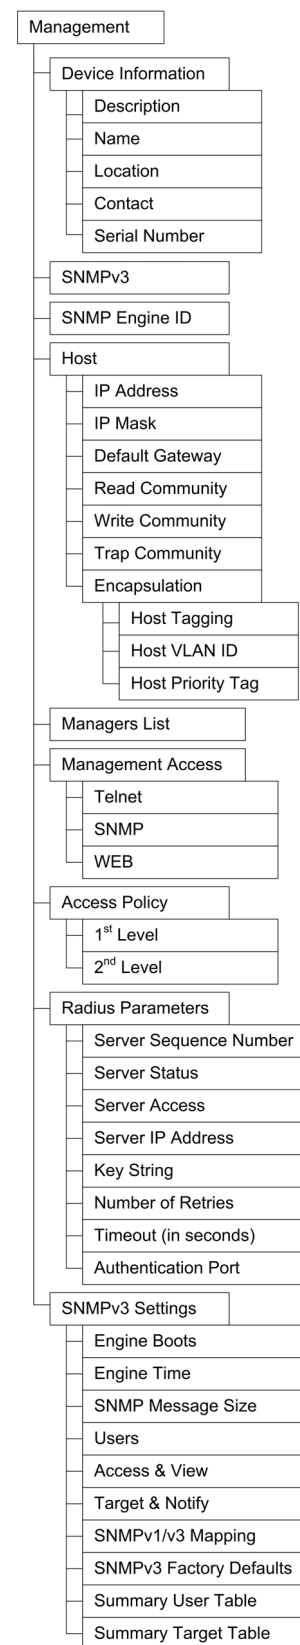 Management
Device Information
Description
Name
Location
Contact
Serial Number
SNMPv3
SNMP Engine ID
Host
IP Address
IP Mask
Default Gateway
Read Community
Write Community
Trap Community
Encapsulation
Host Tagging
Host VLAN ID
Host Priority Tag
Managers List
Management Access
Telnet
SNMP
WEB
Access Policy
1st Level
2nd Level
Radius Parameters
Server Sequence Number
Server Status
Server Access
Server IP Address
Key String
Number of Retries
Timeout (in seconds)
Authentication Port
SNMPv3 Settings
Engine Boots
Engine Time
SNMP Message Size
Users
Access & View
Target & Notify
SNMPv1/v3 Mapping
SNMPv3 Factory Defaults
Summary User Table
Summary Target Table